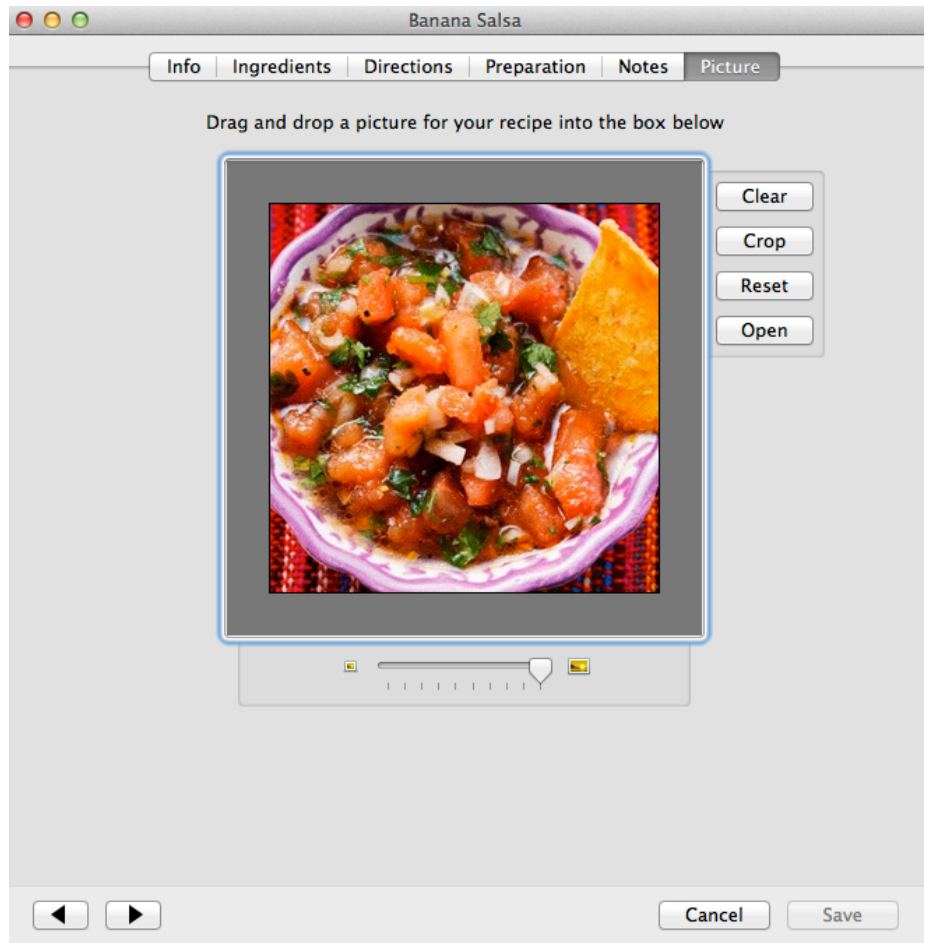 Banana Salsa
Info Ingredients Directions Preparation Notes Picture
Drag and drop a picture for your recipe into the box below
Clear
Crop
Reset
Open
Cancel Save